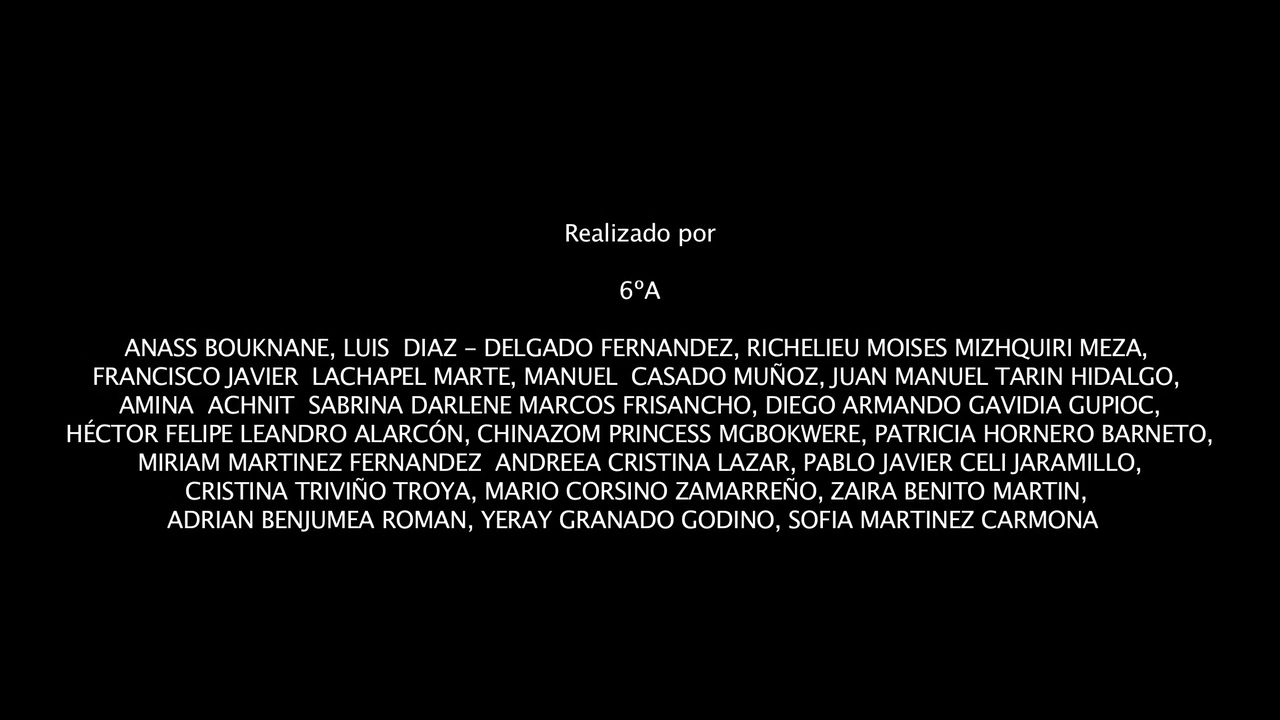 Realizado por
6ºA
ANASS BOUKNANE, LUIS  DIAZ – DELGADO FERNANDEZ, RICHELIEU MOISES MIZHQUIRI MEZA,
FRANCISCO JAVIER  LACHAPEL MARTE, MANUEL  CASADO MUÑOZ, JUAN MANUEL TARIN HIDALGO,
AMINA  ACHNIT  SABRINA DARLENE MARCOS FRISANCHO, DIEGO ARMANDO GAVIDIA GUPIOC,
HÉCTOR FELIPE LEANDRO ALARCÓN, CHINAZOM PRINCESS MGBOKWERE, PATRICIA HORNERO BARNETO,
MIRIAM MARTINEZ FERNANDEZ  ANDREEA CRISTINA LAZAR, PABLO JAVIER CELI JARAMILLO,
CRISTINA TRIVIÑO TROYA, MARIO CORSINO ZAMARREÑO, ZAIRA BENITO MARTIN,
ADRIAN BENJUMEA ROMAN, YERAY GRANADO GODINO, SOFIA MARTINEZ CARMONA